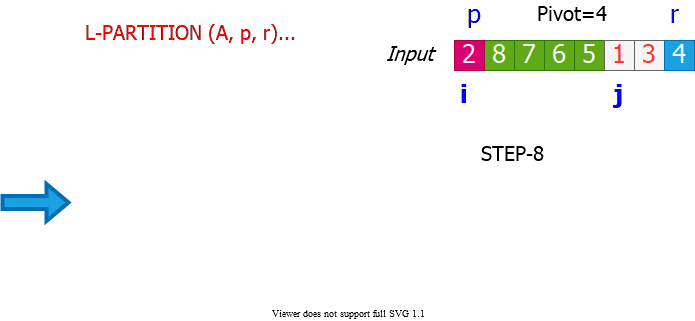 L-PARTITION (A, p, r)...
p Pivot=4 r
Input 2 8 7 6 5 1 3 4
i j
STEP-8
Viewer does not support full SVG 1.1